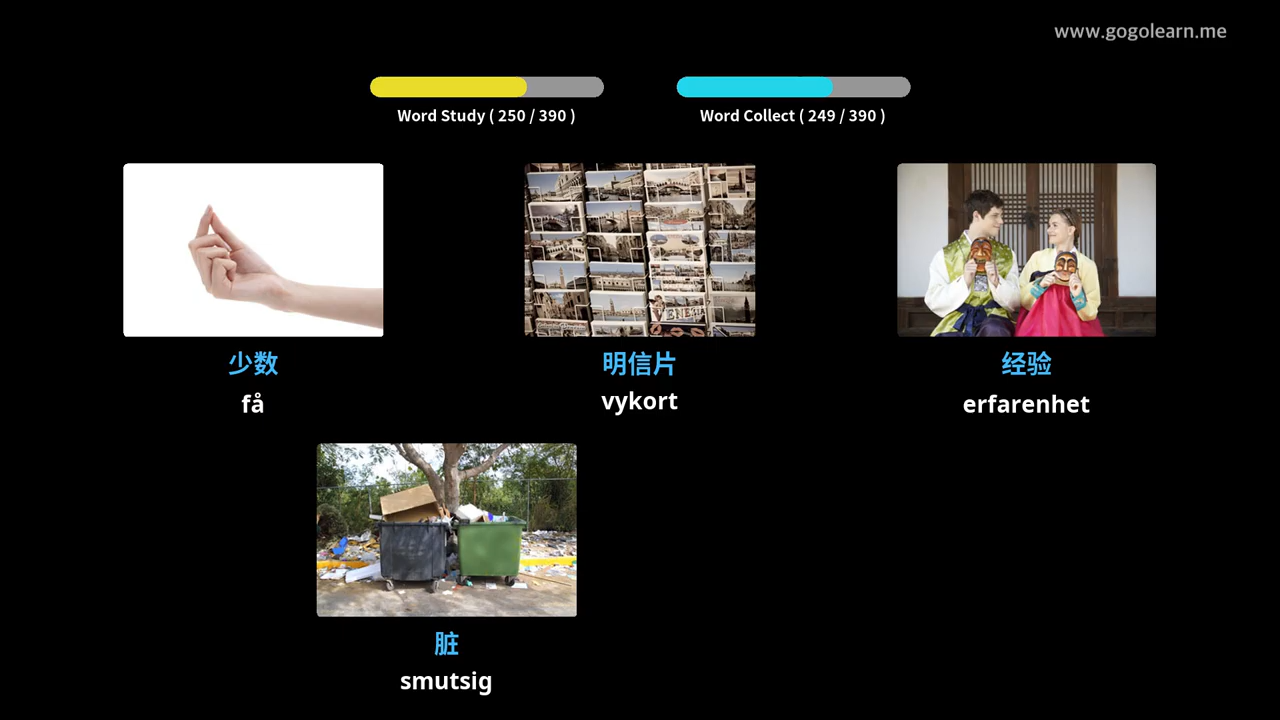 www.gogolearn.me
Word Study ( 250 / 390 )
Word Collect ( 249 / 390 )
少数
få
明信片
vykort
经验
erfarenhet
脏
smutsig